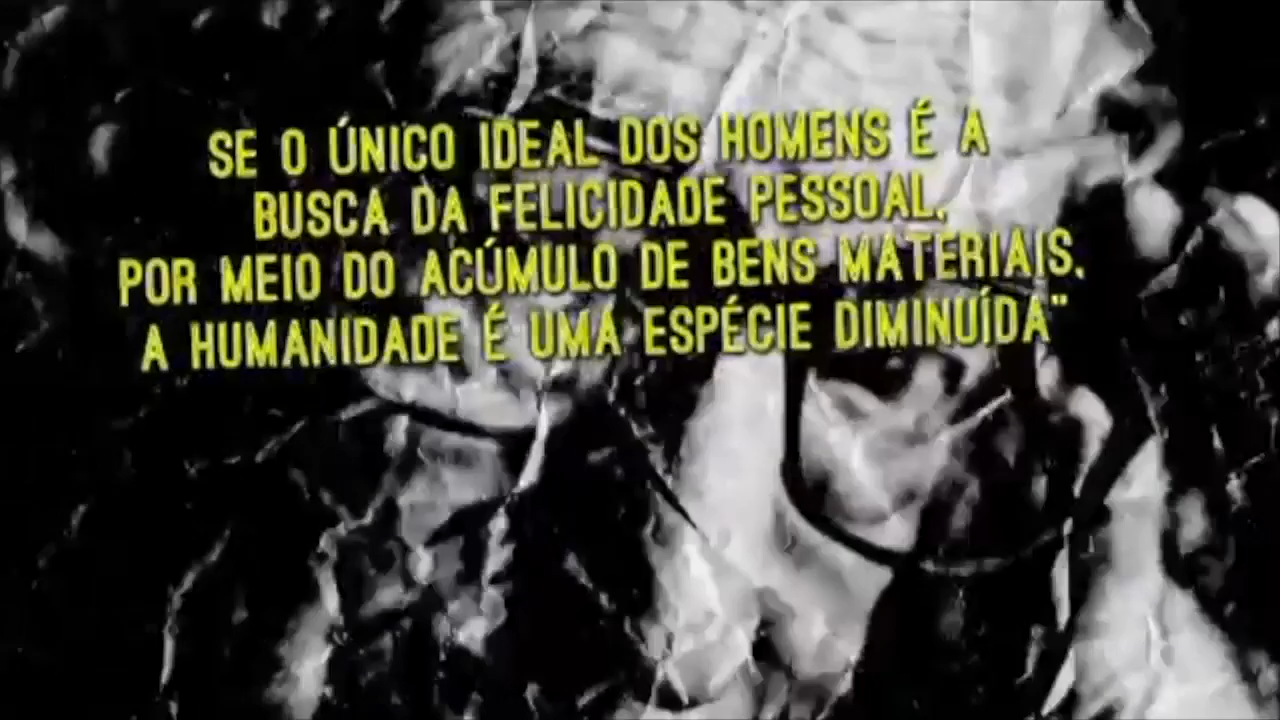 SE O ÚNICO IDEAL DOS HOMENS É A
BUSCA DA FELICIDADE PESSOAL,
POR MEIO DO ACÚMULO DE BENS MATERIAIS,
A HUMANIDADE É UMA ESPÉCIE DIMINUÍDA"